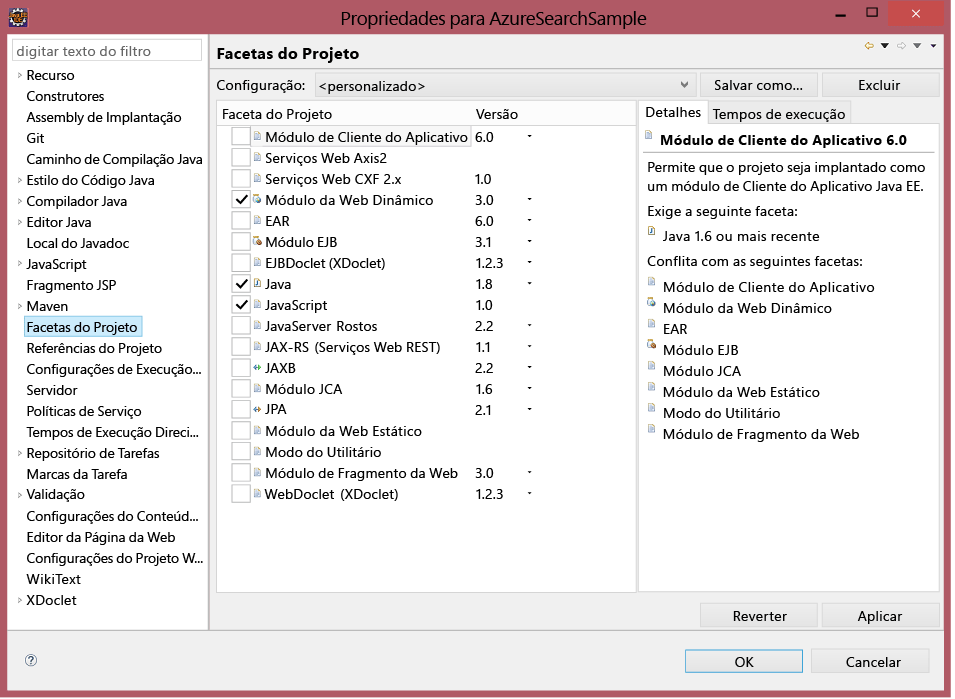 Propriedades para AzureSearchSample
digitar texto do filtro
Recurso
Construtores
Assembly de Implantação
Git
Caminho de Compilação Java
Estilo do Código Java
Compilador Java
Editor Java
Local do Javadoc
JavaScript
Fragmento JSP
Maven
Facetas do Projeto
Referências do Projeto
Configurações de Execução...
Servidor
Políticas de Serviço
Tempos de Execução Direci...
Repositório de Tarefas
Marcas da Tarefa
Validação
Configurações do Conteúd...
Editor da Página da Web
Configurações do Projeto W...
WikiText
XDoclet
Facetas do Projeto
Configuração: <personalizado> Salvar como... Excluir
Faceta do Projeto Versão
Módulo de Cliente do Aplicativo 6.0
Serviços Web Axis2
Serviços Web CXF 2.x 1.0
Módulo da Web Dinâmico 3.0
EAR 6.0
Módulo EJB 3.1
EJBDoclet (XDoclet) 1.2.3
Java 1.8
JavaScript 1.0
JavaServer Rostos 2.2
JAX-RS (Serviços Web REST) 1.1
JAXB 2.2
Módulo JCA 1.6
JPA 2.1
Módulo da Web Estático
Modo do Utilitário
Módulo de Fragmento da Web 3.0
WebDoclet (XDoclet) 1.2.3
Detalhes Tempos de execução
Módulo de Cliente do Aplicativo 6.0
Permite que o projeto seja implantado como
um módulo de Cliente do Aplicativo Java EE.
Exige a seguinte faceta:
Java 1.6 ou mais recente
Conflita com as seguintes facetas:
Módulo de Cliente do Aplicativo
Módulo da Web Dinâmico
EAR
Módulo EJB
Módulo JCA
Módulo da Web Estático
Modo do Utilitário
Módulo de Fragmento da Web
Reverter Aplicar
OK Cancelar